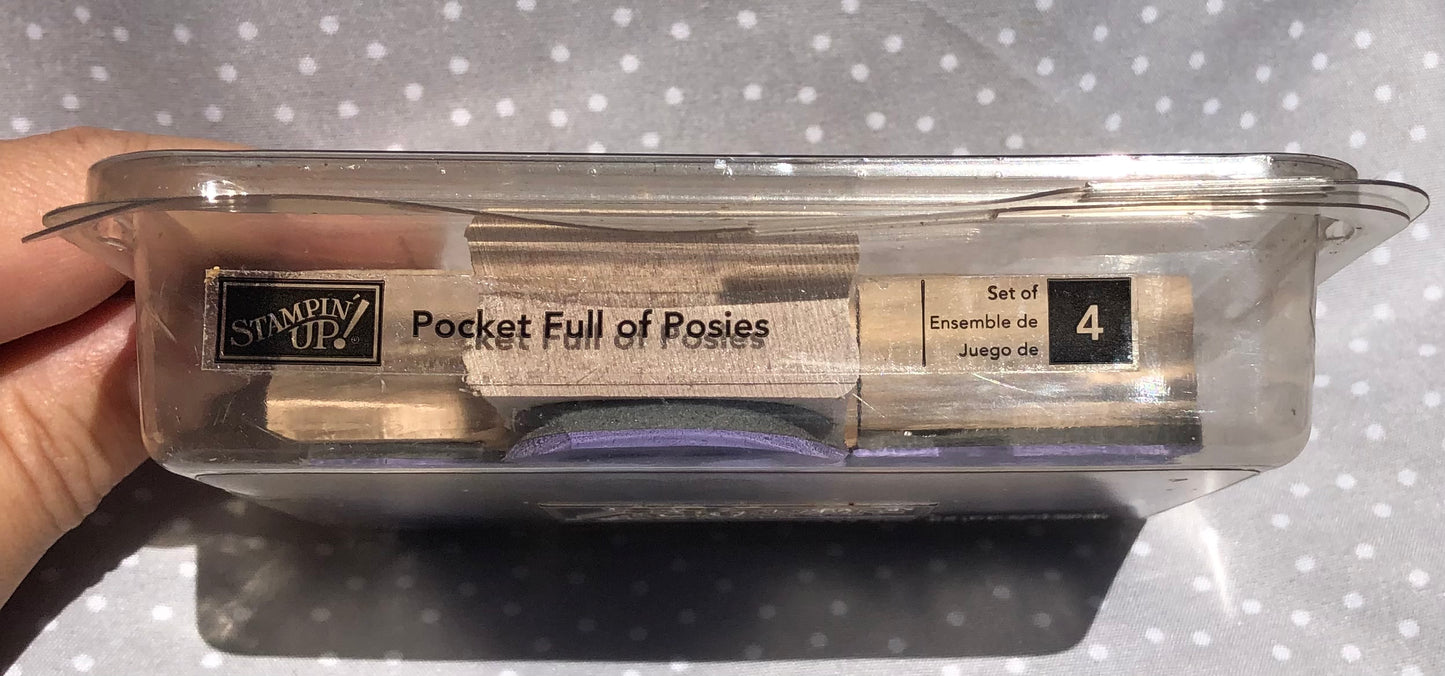 STAMPIN' UP!®
Pocket Full of Posies
Set of
Ensemble de
Juego de
4